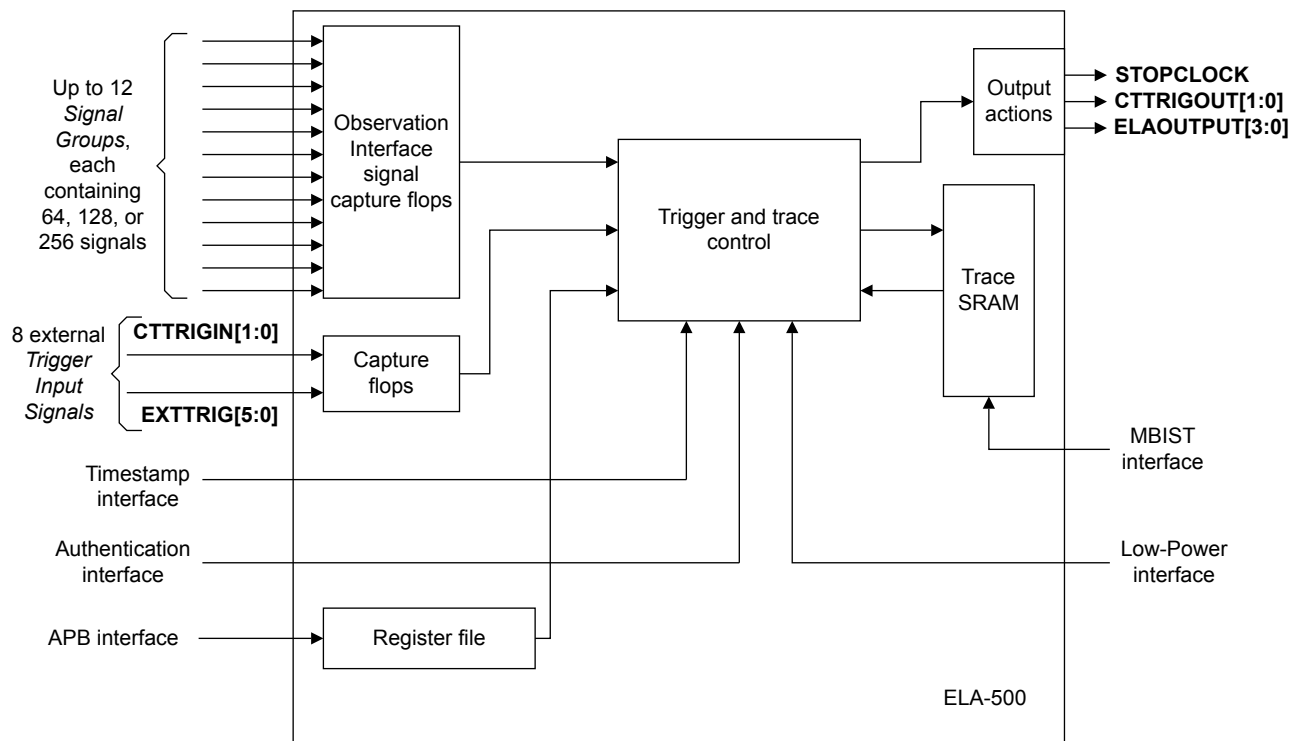 Up to 12
Signal
Groups,
each
containing
64, 128, or
256 signals
Observation
Interface
signal
capture flops
Output
actions
STOPCLOCK
CTTRIGOUT[1:0]
ELAOUTPUT[3:0]
Trigger and trace
control
Trace
SRAM
8 external
Trigger
Input
Signals
CTTRIGIN[1:0]
EXTTRIG[5:0]
Capture
flops
MBIST
interface
Timestamp
interface
Authentication
interface
Low-Power
interface
APB interface
Register file
ELA-500